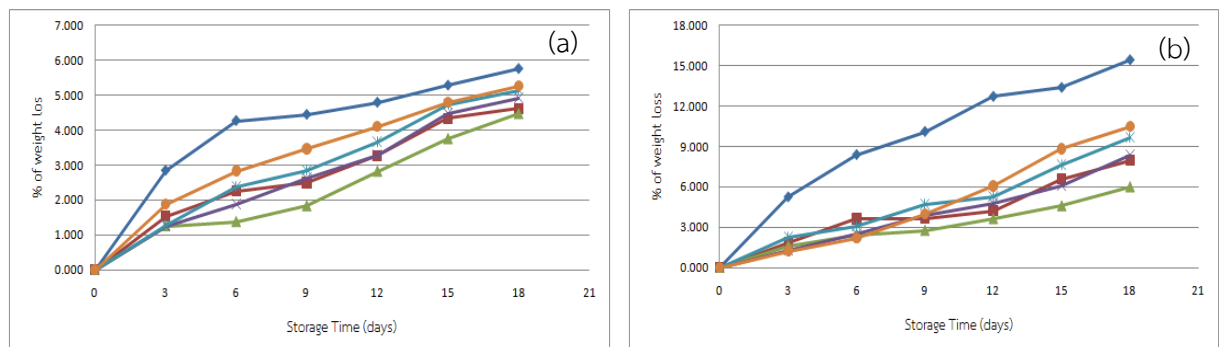 (a)
% of weight los
7.000
6.000
5.000
4.000
3.000
2.000
1.000
0.000
0 3 6 9 12 15 18 21
Storage Time (days)
(b)
% of weight loss
18.000
15.000
12.000
9.000
6.000
3.000
0.000
0 3 6 9 12 15 18 21
Storage Time (days)